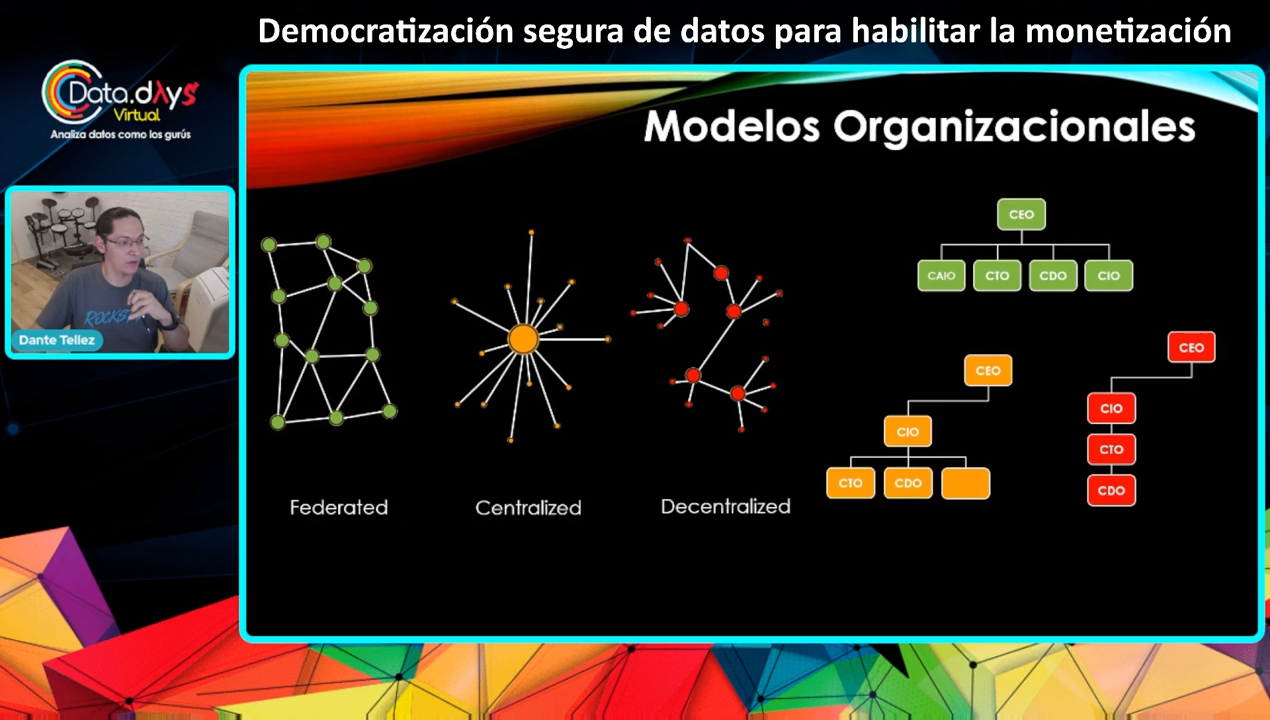 Democratización segura de datos para habilitar la monetización
Data.dAys
Virtual
Analiza datos como los gurús
Dante Tellez
Modelos Organizacionales
Federated
Centralized
Decentralized
CEO
CAIO CTO CDO CIO
CEO
CIO
CTO CDO
CEO
CIO
CTO
CDO